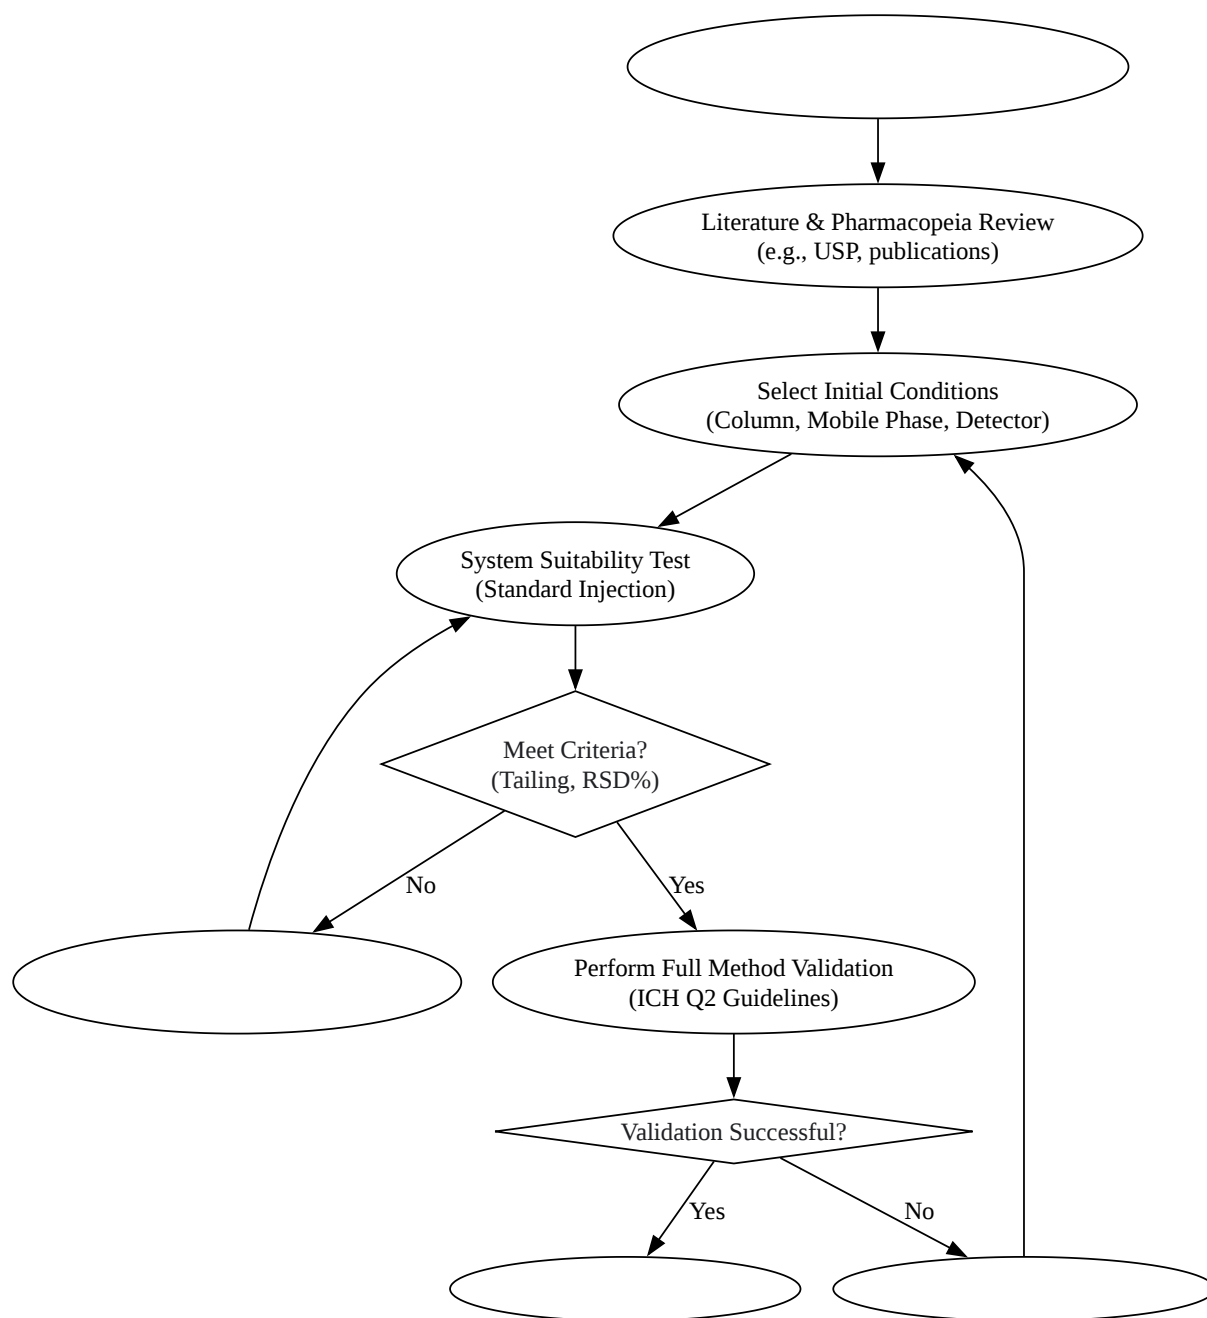 Literature & Pharmacopeia Review
(e.g., USP, publications)
Select Initial Conditions
(Column, Mobile Phase, Detector)
System Suitability Test
(Standard Injection)
Meet Criteria?
(Tailing, RSD%)
No
Yes
Perform Full Method Validation
(ICH Q2 Guidelines)
Validation Successful?
Yes
No